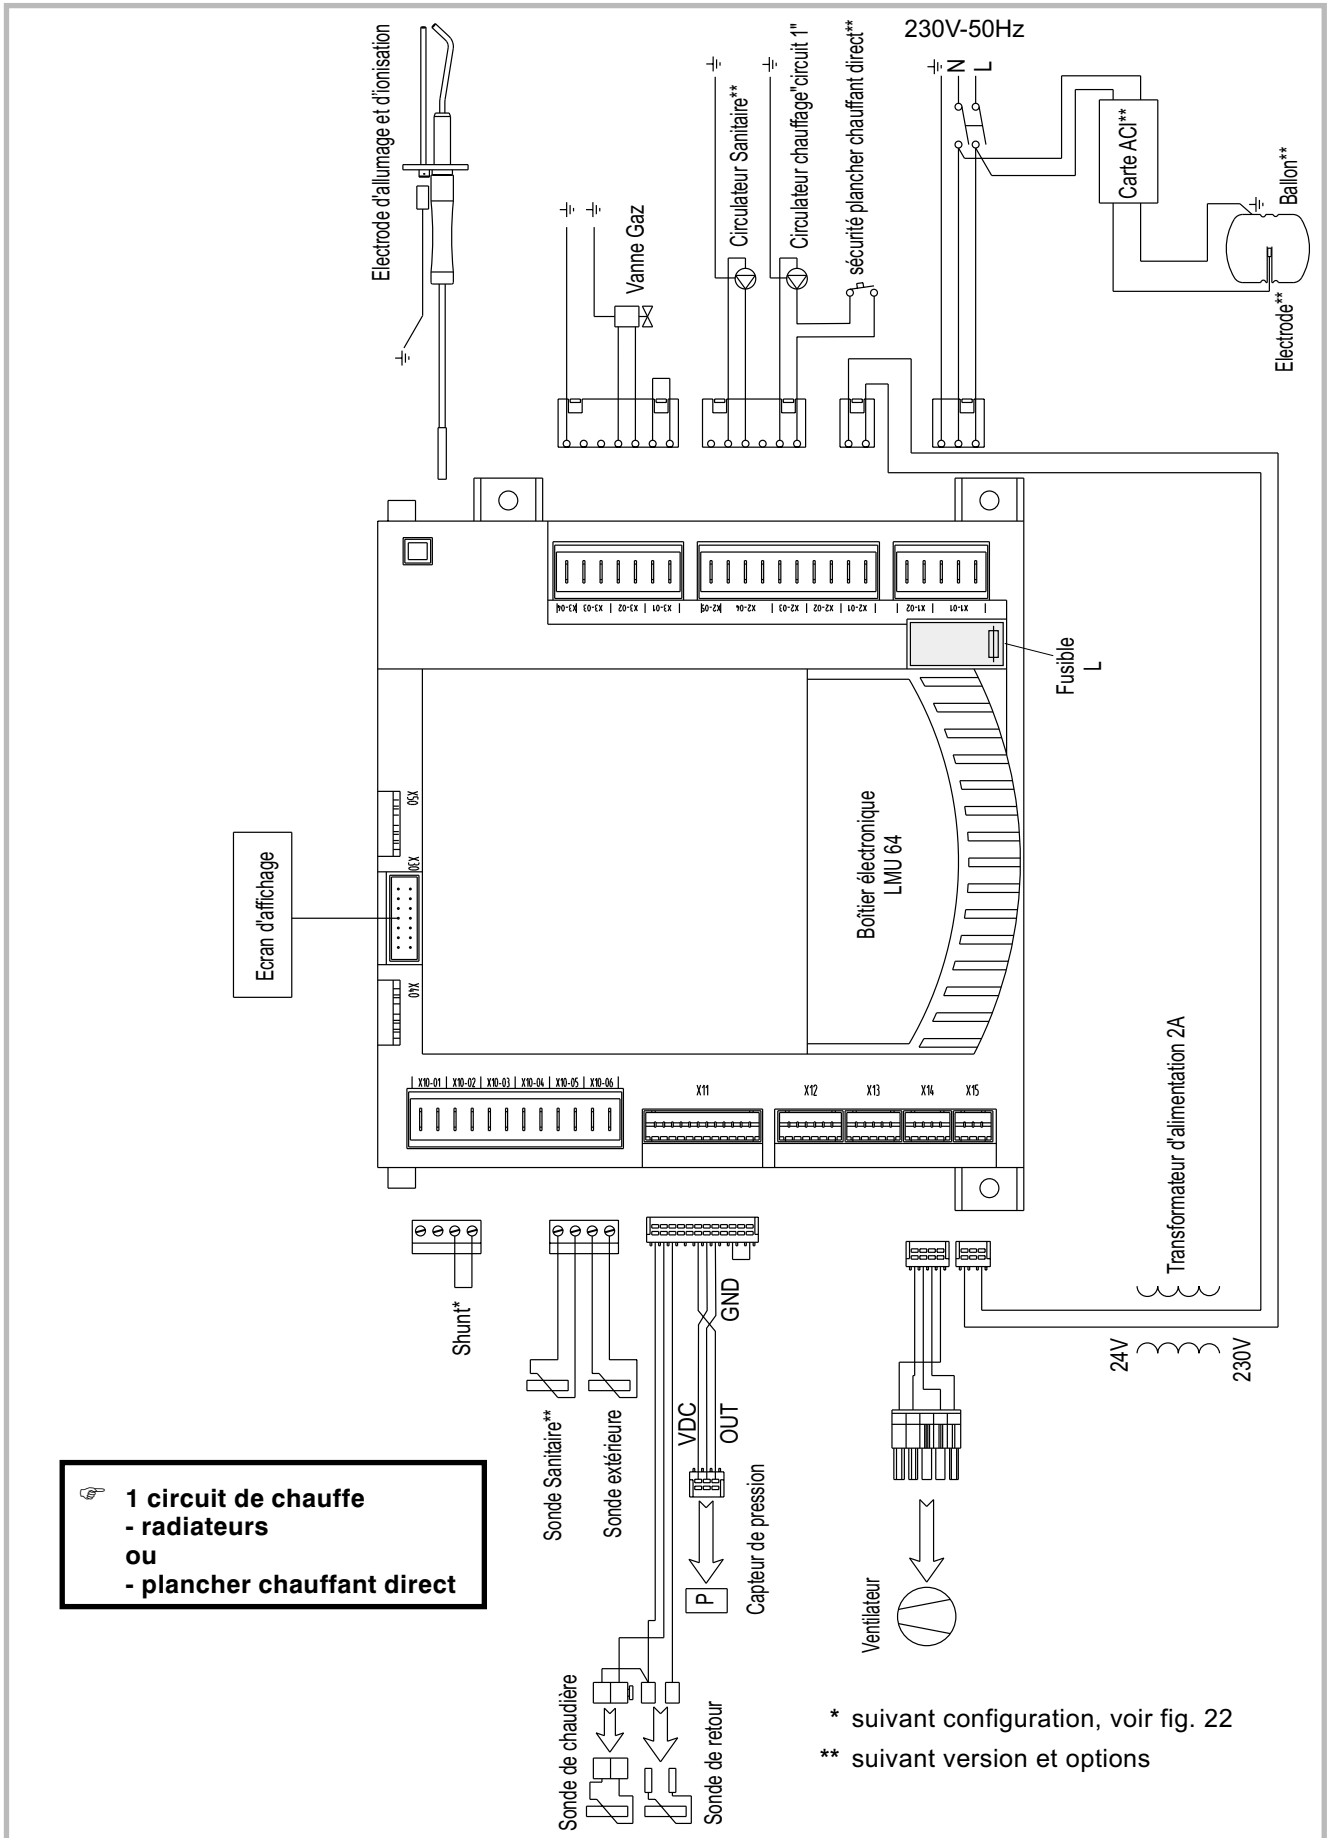 230V-50Hz
Electrode d'allumage et d'ionisation
Vanne Gaz
Circulateur Sanitaire**
Circulateur chauffage"circuit 1"
sécurité plancher chauffant direct**
N
L
Carte ACI**
Ballon**
Electrode**
X3-04
X3-03
X3-02
X3-01
X2-05
X2-04
X2-03
X2-02
X2-01
X1-02
X1-01
Fusible
L
X50
X30
X40
Ecran d'affichage
Boîtier électronique
LMU 64
X10-01
X10-02
X10-03
X10-04
X10-05
X10-06
X11
X12
X13
X14
X15
Transformateur d'alimentation 2A
24V
230V
Shunt*
Sonde Sanitaire**
Sonde extérieure
VDC
GND
OUT
P
Capteur de pression
Ventilateur
☞ 1 circuit de chauffe
- radiateurs
ou
- plancher chauffant direct
Sonde de chaudière
Sonde de retour
* suivant configuration, voir fig. 22
** suivant version et options